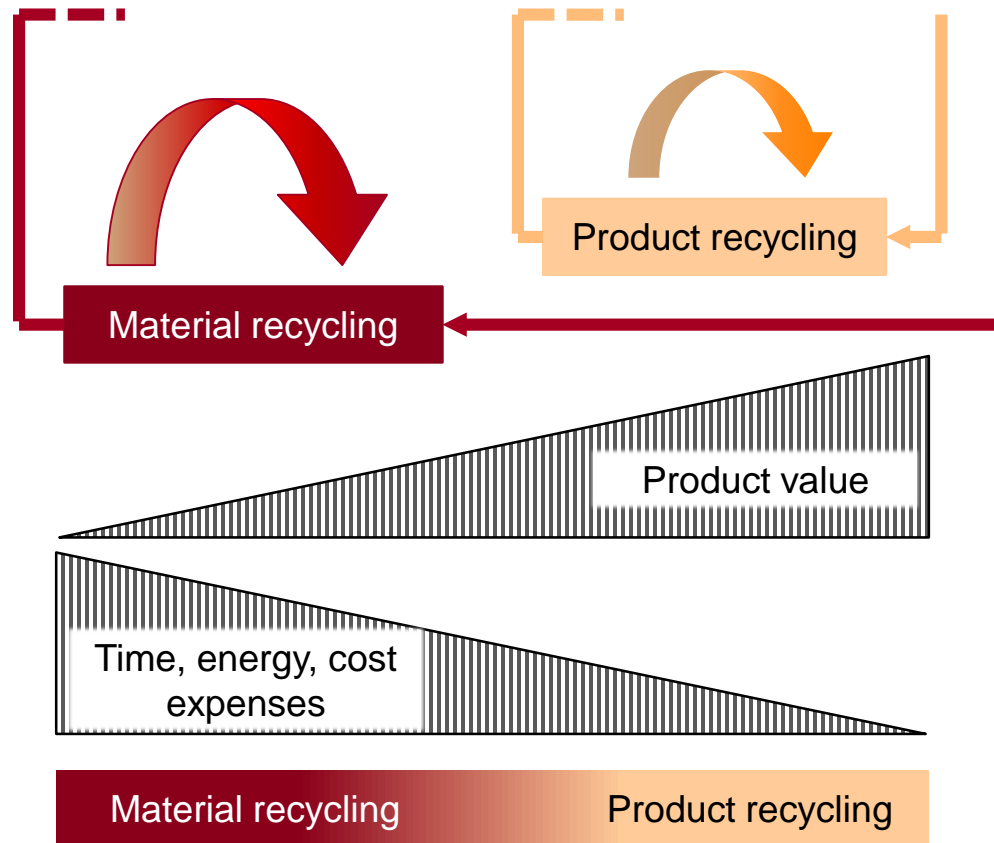 Product recycling
Material recycling
Product value
Time, energy, cost
expenses
Material recycling
Product recycling